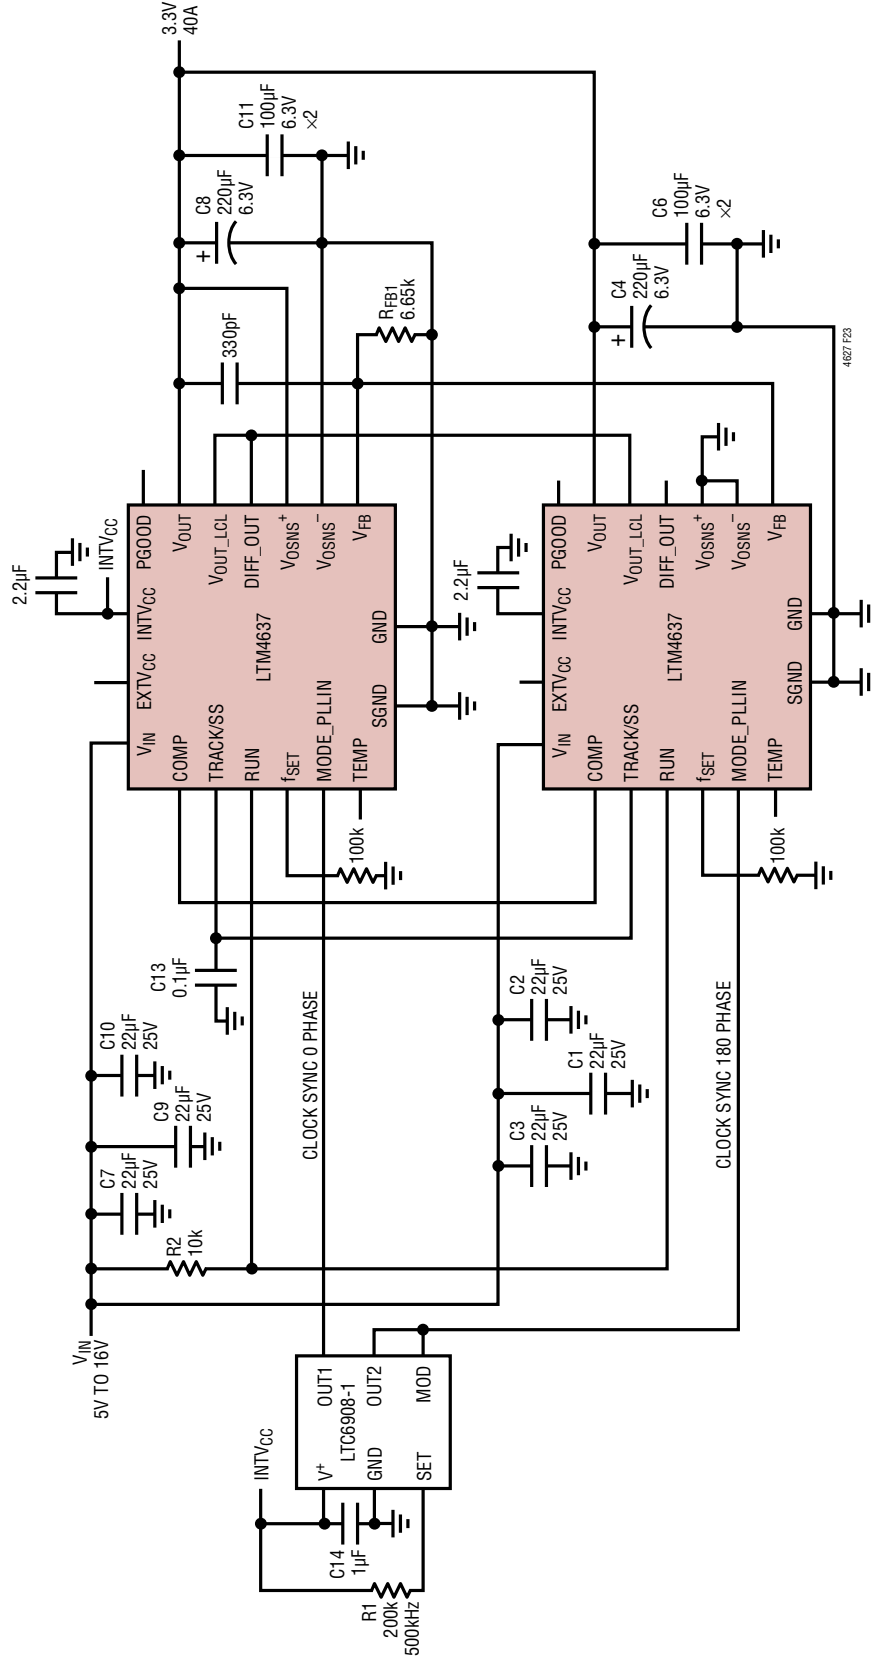 VIN
5V TO 16V
R2
10k
C7
22µF
25V
C9
22µF
25V
C10
22µF
25V
C13
0.1µF
2.2µF
INTVCC
VIN
EXTVCC
INTVCC
PGOOD
COMP
VOUT
TRACK/SS
VOUT_LCL
RUN
LTM4637
DIFF_OUT
fSET
VOSNS+
MODE_PLLIN
VOSNS–
TEMP
SGND
GND
VFB
100k
330pF
RFB1
6.65k
C8
220µF
6.3V
+
C11
100µF
6.3V
×2
3.3V
40A
INTVCC
C14
1µF
R1
200k
500kHz
V+
OUT1
LTC6908-1
GND
OUT2
SET
MOD
CLOCK SYNC 0 PHASE
C3
22µF
25V
C1
22µF
25V
C2
22µF
25V
CLOCK SYNC 180 PHASE
2.2µF
VIN
EXTVCC
INTVCC
PGOOD
COMP
VOUT
TRACK/SS
VOUT_LCL
RUN
LTM4637
DIFF_OUT
fSET
VOSNS+
MODE_PLLIN
VOSNS–
TEMP
SGND
GND
VFB
100k
C4
220µF
6.3V
+
C6
100µF
6.3V
×2
4627 F23